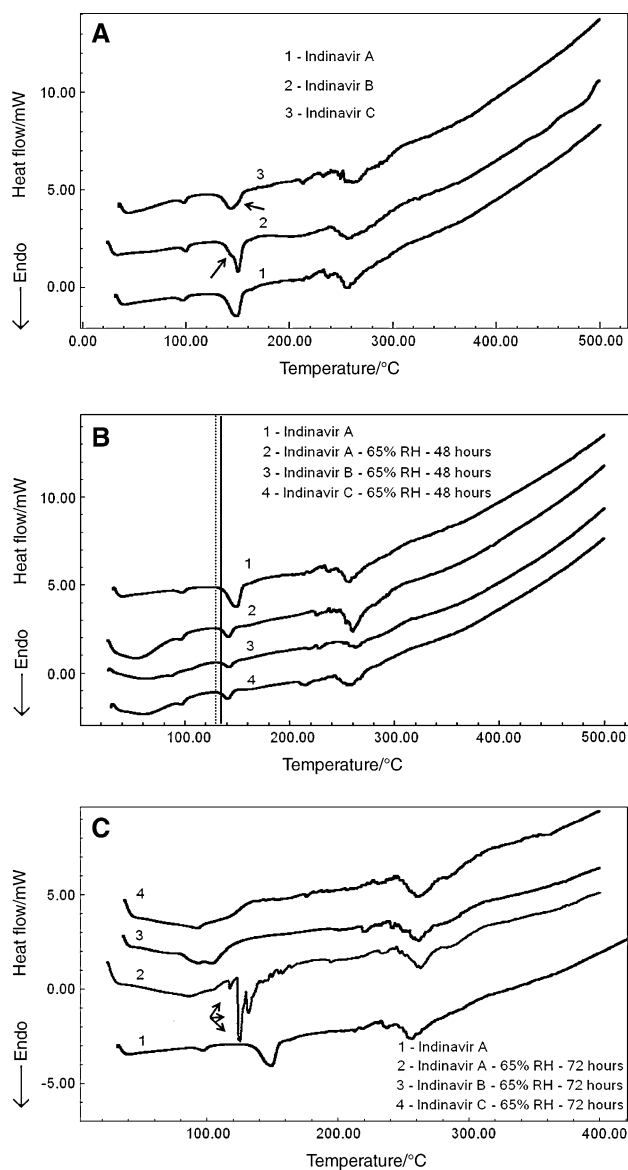 A
1 - Indinavir A
2 - Indinavir B
3 - Indinavir C
Heat flow/mW
Endo
10.00
5.00
0.00
3
2
1
0.00 100.00 200.00 300.00 400.00 500.00
Temperature/°C
B
1 - Indinavir A
2 - Indinavir A - 65% RH - 48 hours
3 - Indinavir B - 65% RH - 48 hours
4 - Indinavir C - 65% RH - 48 hours
Heat flow/mW
Endo
10.00
5.00
0.00
1
2
3
4
100.00 200.00 300.00 400.00 500.00
Temperature/°C
C
Heat flow/mW
Endo
5.00
0.00
-5.00
4
3
2
1
1 - Indinavir A
2 - Indinavir A - 65% RH - 72 hours
3 - Indinavir B - 65% RH - 72 hours
4 - Indinavir C - 65% RH - 72 hours
100.00 200.00 300.00 400.00
Temperature/°C